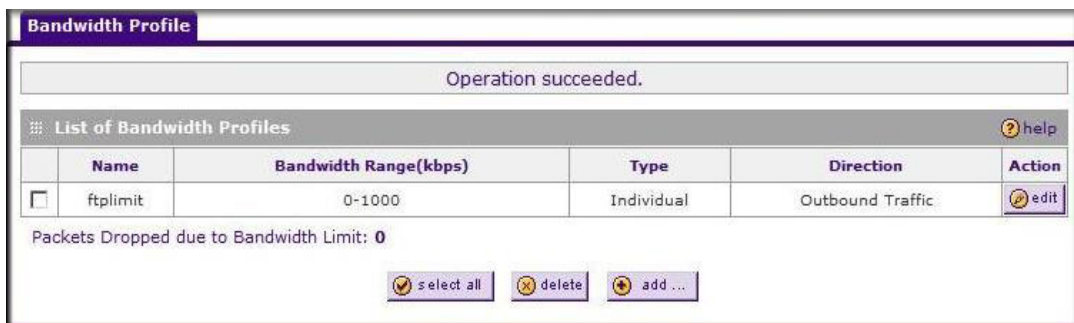 Bandwidth Profile
Operation succeeded.
List of Bandwidth Profiles help
Name Bandwidth Range(kbps) Type Direction Action
ftplimit 0-1000 Individual Outbound Traffic edit
Packets Dropped due to Bandwidth Limit: 0
select all delete add ...